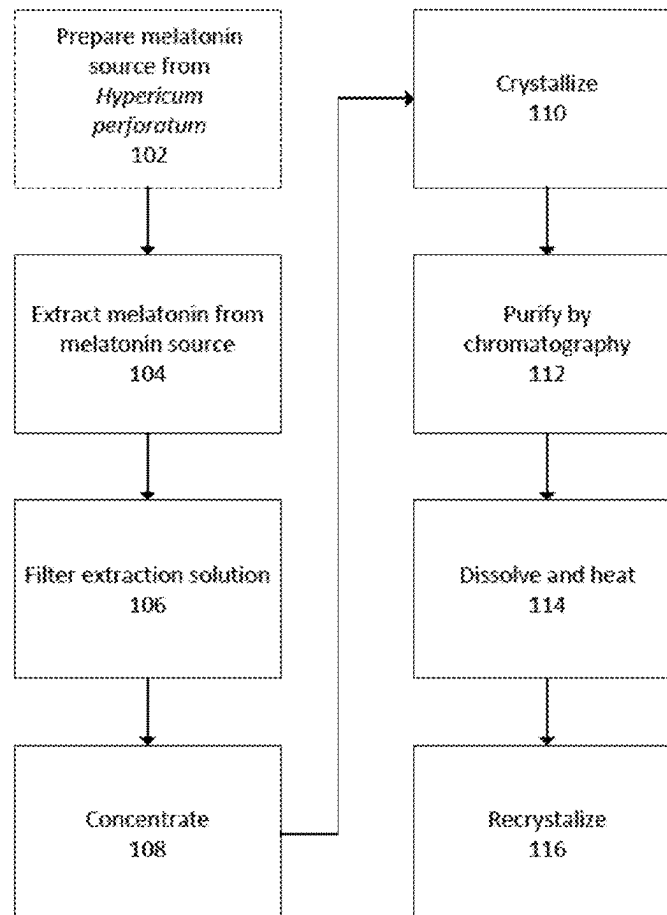 Prepare melatonin
source from
Hypericum
perforatum
102
Extract melatonin from
melatonin source
104
Filter extraction solution
106
Concentrate
108
Crystallize
110
Purify by
chromatography
112
Dissolve and heat
114
Recrystalize
116